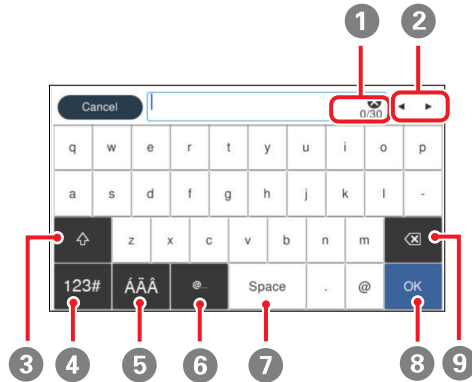 1 2
Cancel 0/30
q w e r t y u i o p
a s d f g h j k l -
z x c v b n m
123# ÁÄÂ @... Space . @ OK
3 4 5 6 7 8 9